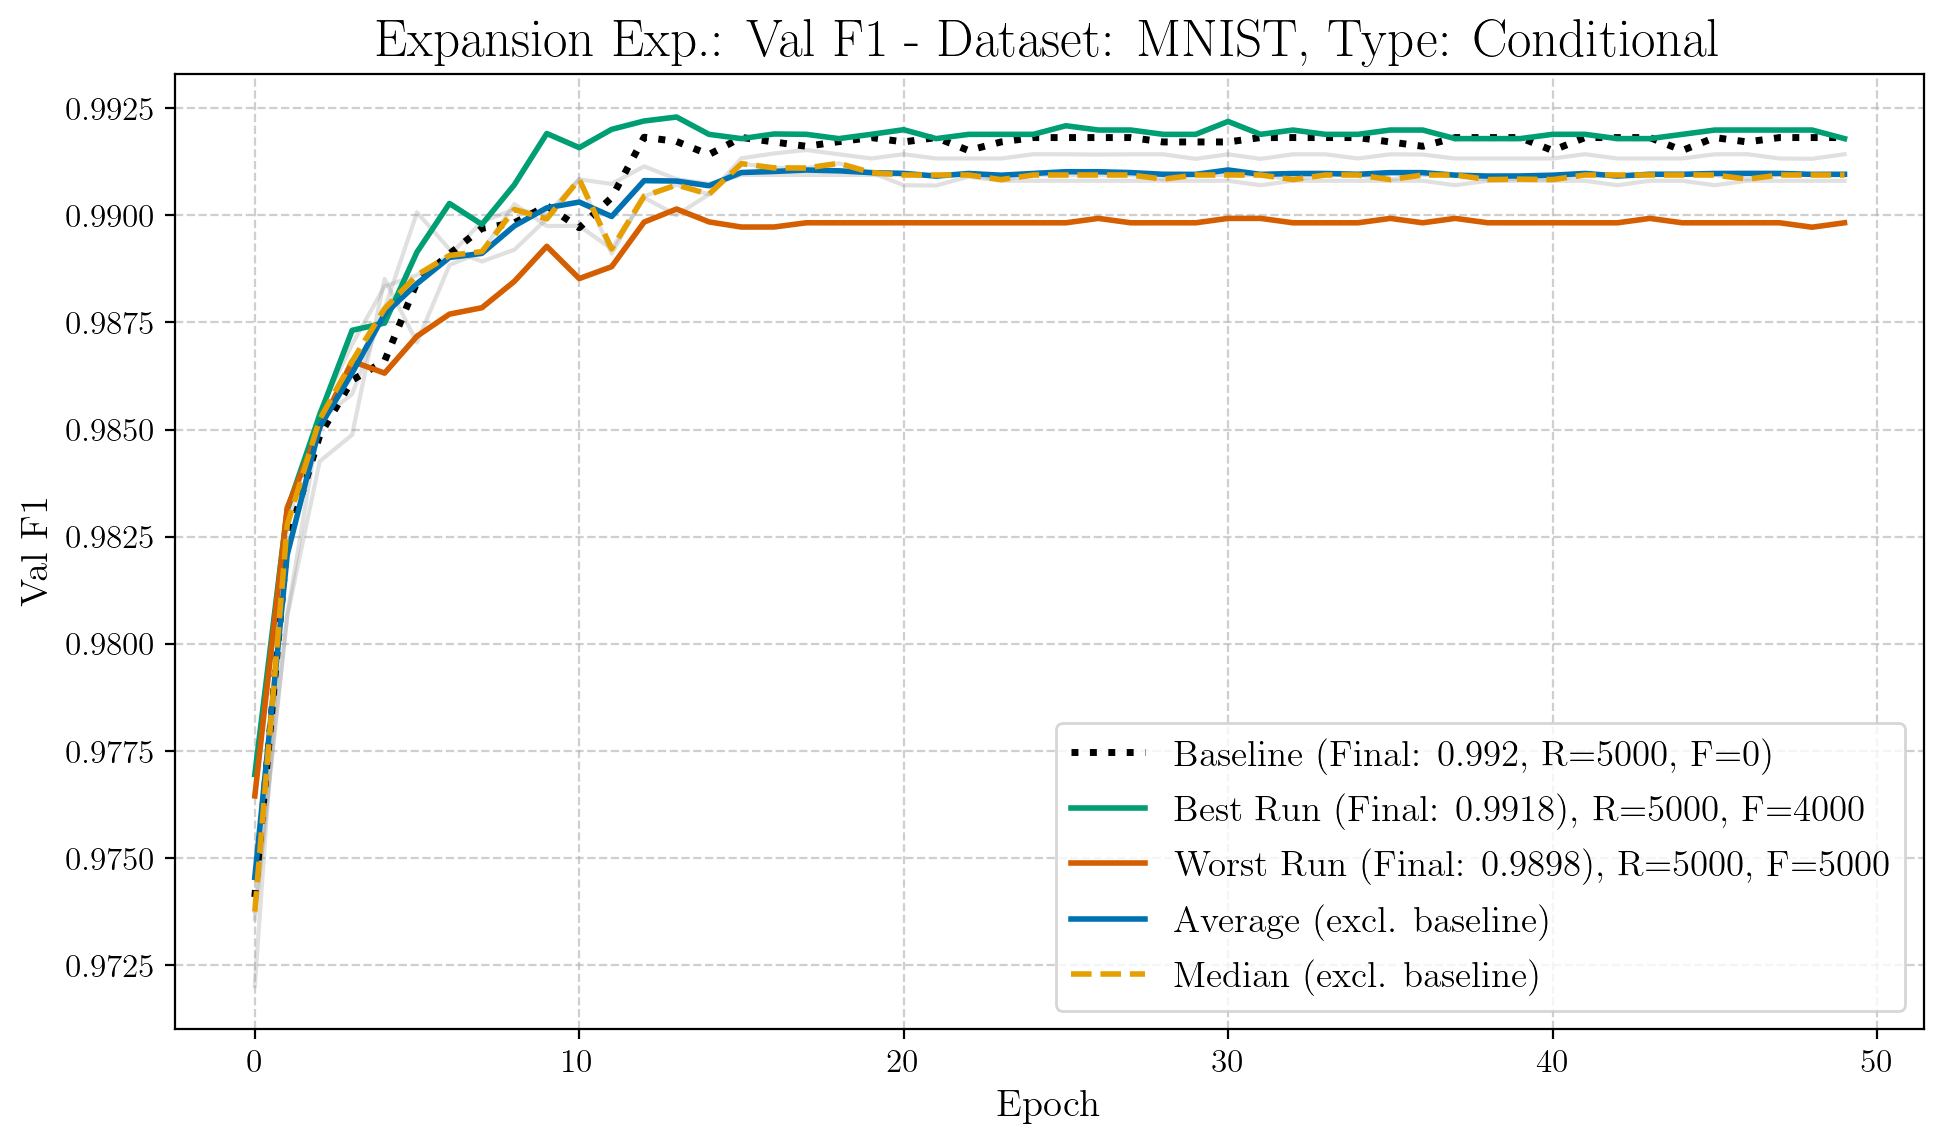 Expansion Exp.: Val F1 - Dataset: MNIST, Type: Conditional
Val F1
0.9925
0.9900
0.9875
0.9850
0.9825
0.9800
0.9775
0.9750
0.9725
Baseline (Final: 0.992, R=5000, F=0)
Best Run (Final: 0.9918), R=5000, F=4000
Worst Run (Final: 0.9898), R=5000, F=5000
Average (excl. baseline)
Median (excl. baseline)
0 10 20 30 40 50
Epoch